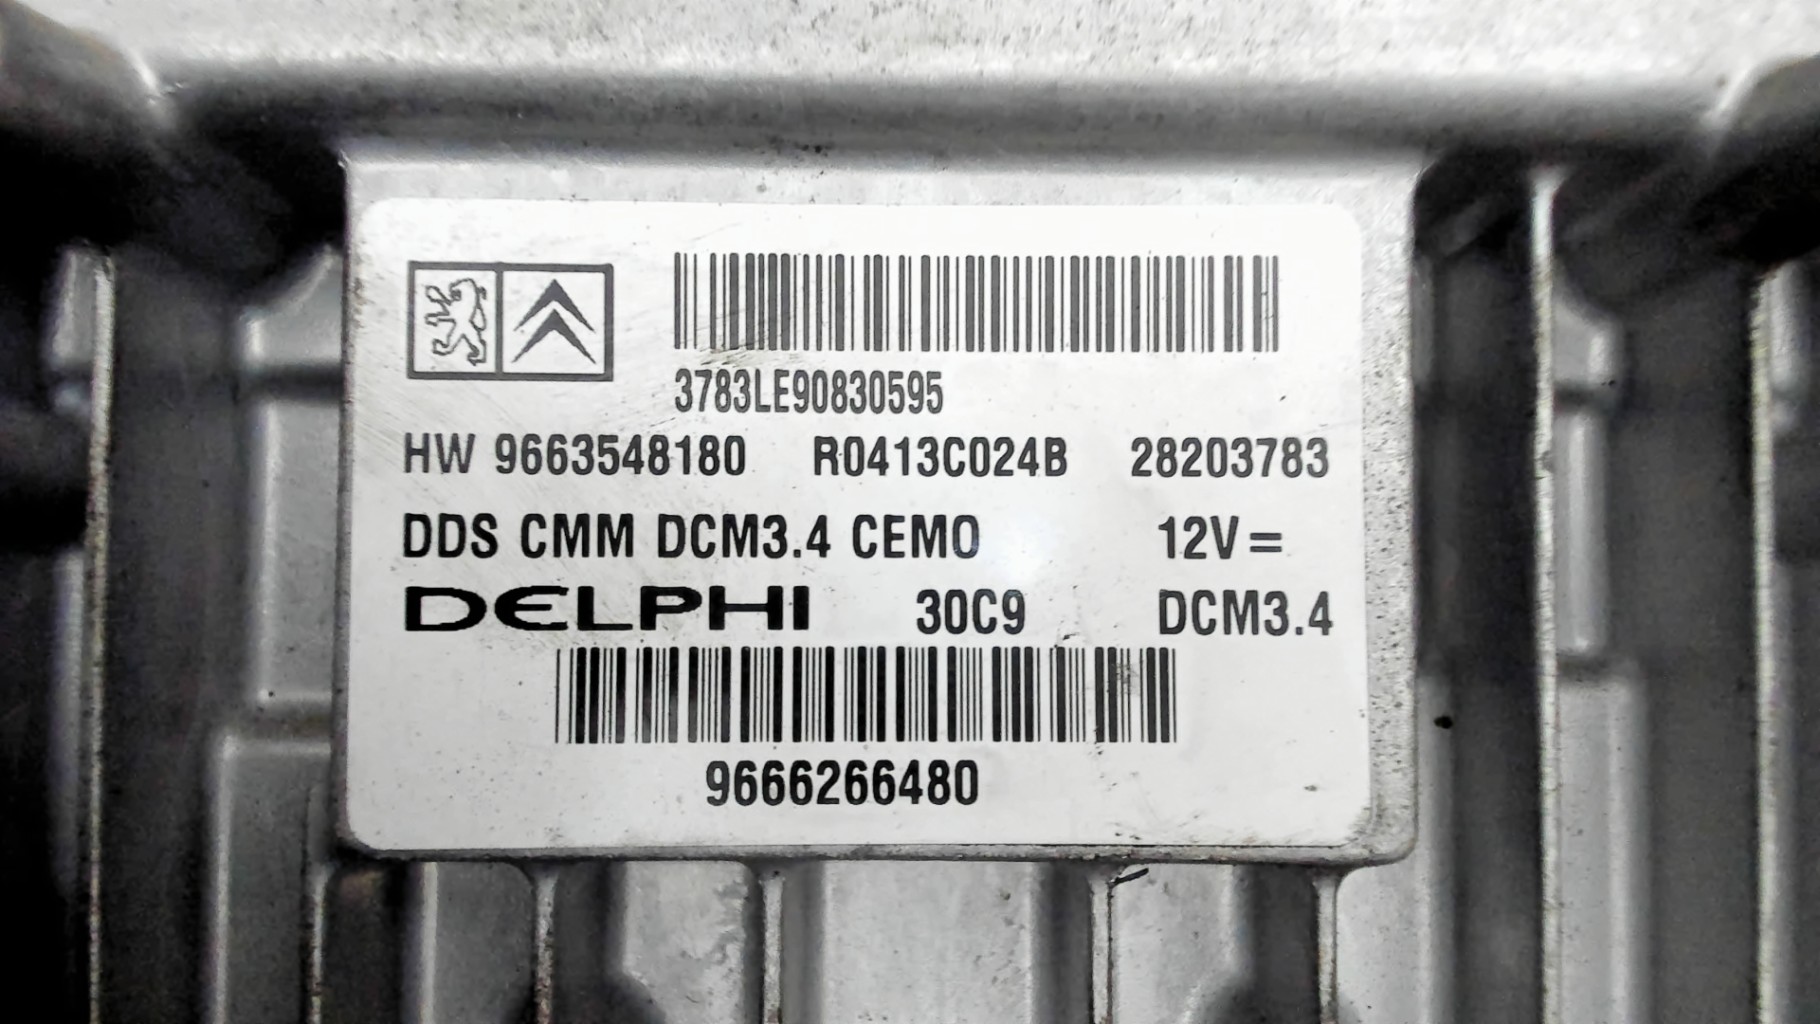 3783LE90830595
HW 9663548180 R0413C024B 28203783
DDS CMM DCM3.4 CEMO 12V=
DELPHI 30C9 DCM3.4
9666266480